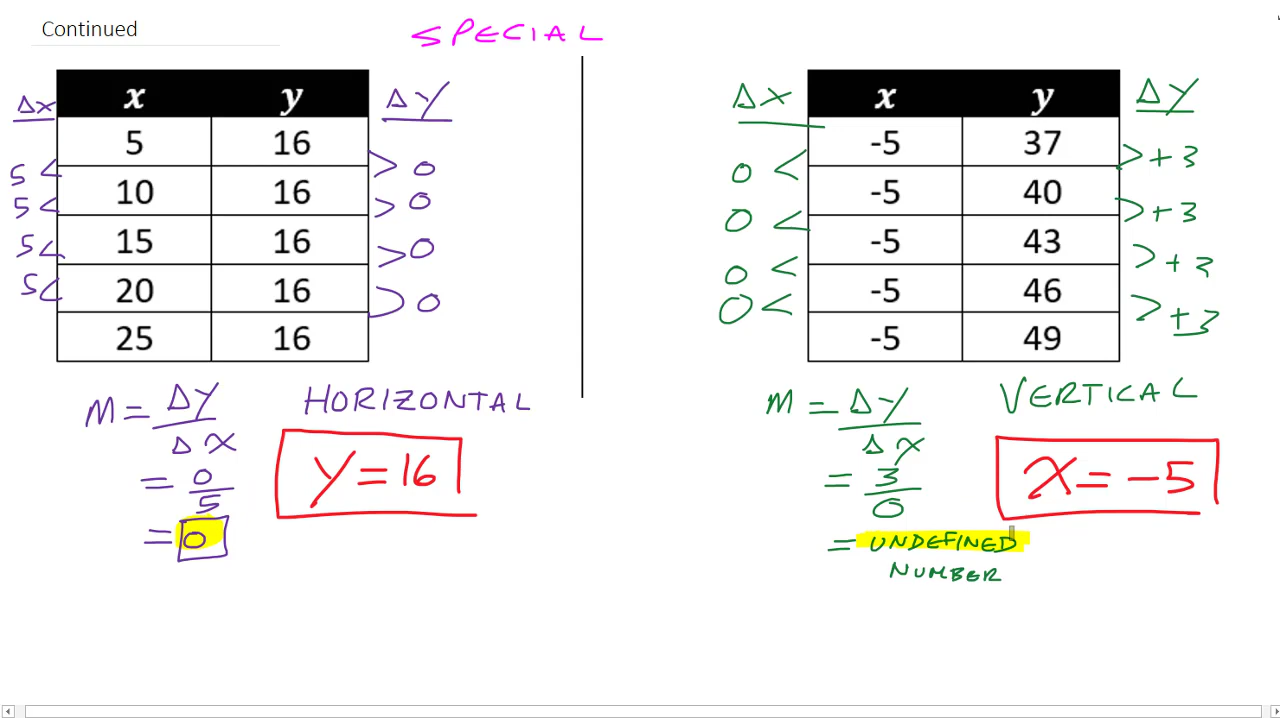 Continued
SPECIAL
Δx x y ΔY
5 16
5 < > 0
10 16
5 < > 0
15 16
5 < > 0
20 16
5 < > 0
25 16
M = ΔY / ΔX
= 0 / 5
= 0
HORIZONTAL
y = 16
ΔX x y ΔY
-5 37
0 < > +3
-5 40
0 < > +3
-5 43
0 < > +3
-5 46
0 < > +3
-5 49
M = ΔY / ΔX
= 3 / 0
= UNDEFINED
NUMBER
VERTICAL
X = -5